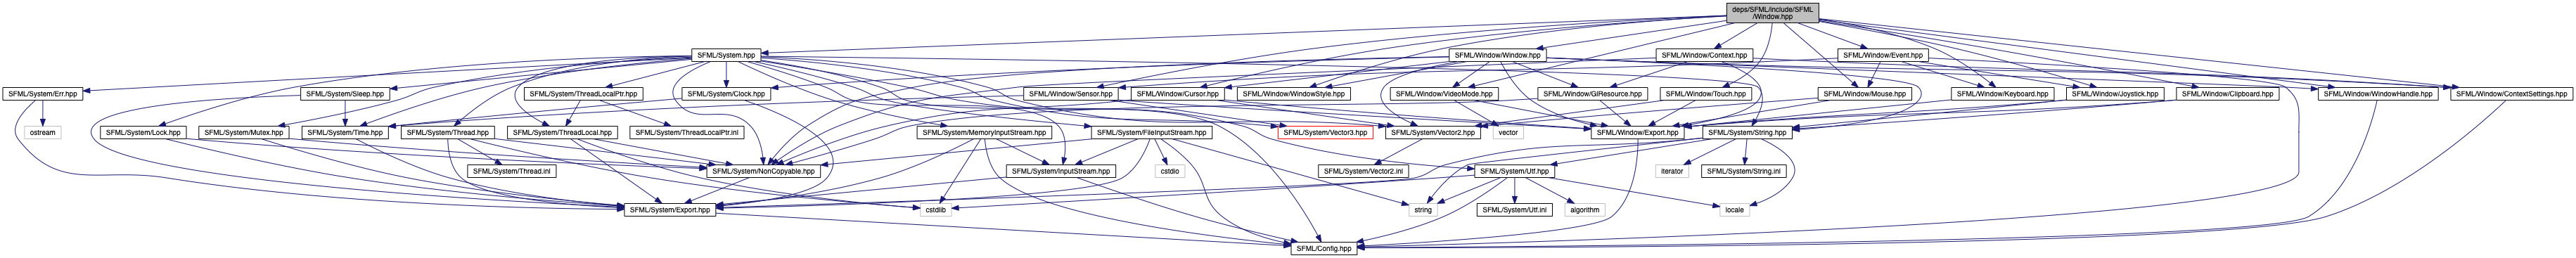 deps/SFML/include/SFML
/Window.hpp
SFML/System.hpp
SFML/Window/Window.hpp
SFML/Window/Context.hpp
SFML/Window/Event.hpp
SFML/System/Err.hpp
SFML/System/Sleep.hpp
SFML/System/ThreadLocalPtr.hpp
SFML/System/Clock.hpp
SFML/Window/Sensor.hpp
SFML/Window/Cursor.hpp
SFML/Window/WindowStyle.hpp
SFML/Window/VideoMode.hpp
SFML/Window/GlResource.hpp
SFML/Window/Touch.hpp
SFML/Window/Mouse.hpp
SFML/Window/Keyboard.hpp
SFML/Window/Joystick.hpp
SFML/Window/Clipboard.hpp
SFML/Window/WindowHandle.hpp
SFML/Window/ContextSettings.hpp
ostream
SFML/System/Lock.hpp
SFML/System/Mutex.hpp
SFML/System/Time.hpp
SFML/System/Thread.hpp
SFML/System/ThreadLocal.hpp
SFML/System/ThreadLocalPtr.inl
SFML/System/MemoryInputStream.hpp
SFML/System/FileInputStream.hpp
SFML/System/Vector3.hpp
SFML/System/Vector2.hpp
vector
SFML/Window/Export.hpp
SFML/System/String.hpp
SFML/System/Thread.inl
SFML/System/NonCopyable.hpp
SFML/System/InputStream.hpp
cstdio
SFML/System/Vector2.inl
SFML/System/Utf.hpp
iterator
SFML/System/String.inl
SFML/System/Export.hpp
cstdlib
string
SFML/System/Utf.inl
algorithm
locale
SFML/Config.hpp